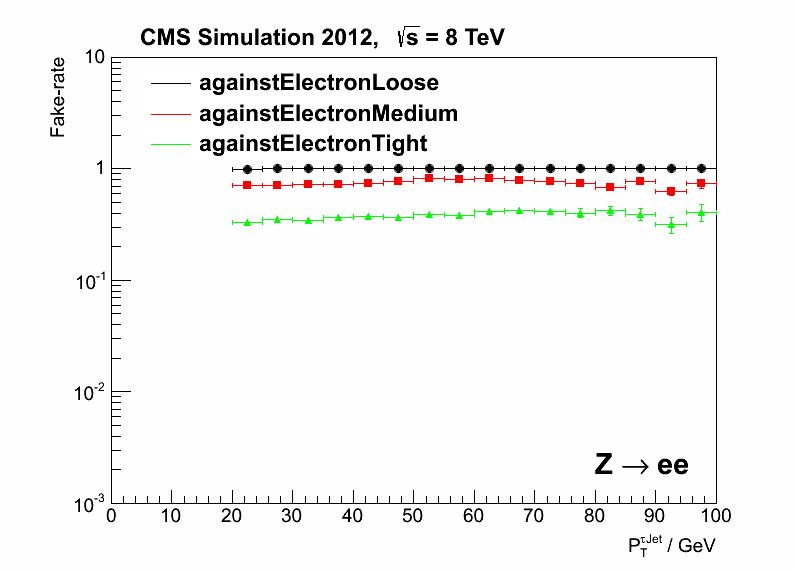 CMS Simulation 2012, √s = 8 TeV
Fake-rate
10
1
10^-1
10^-2
10^-3
againstElectronLoose
againstElectronMedium
againstElectronTight
Z → ee
0 10 20 30 40 50 60 70 80 90 100
P_T^τJet / GeV